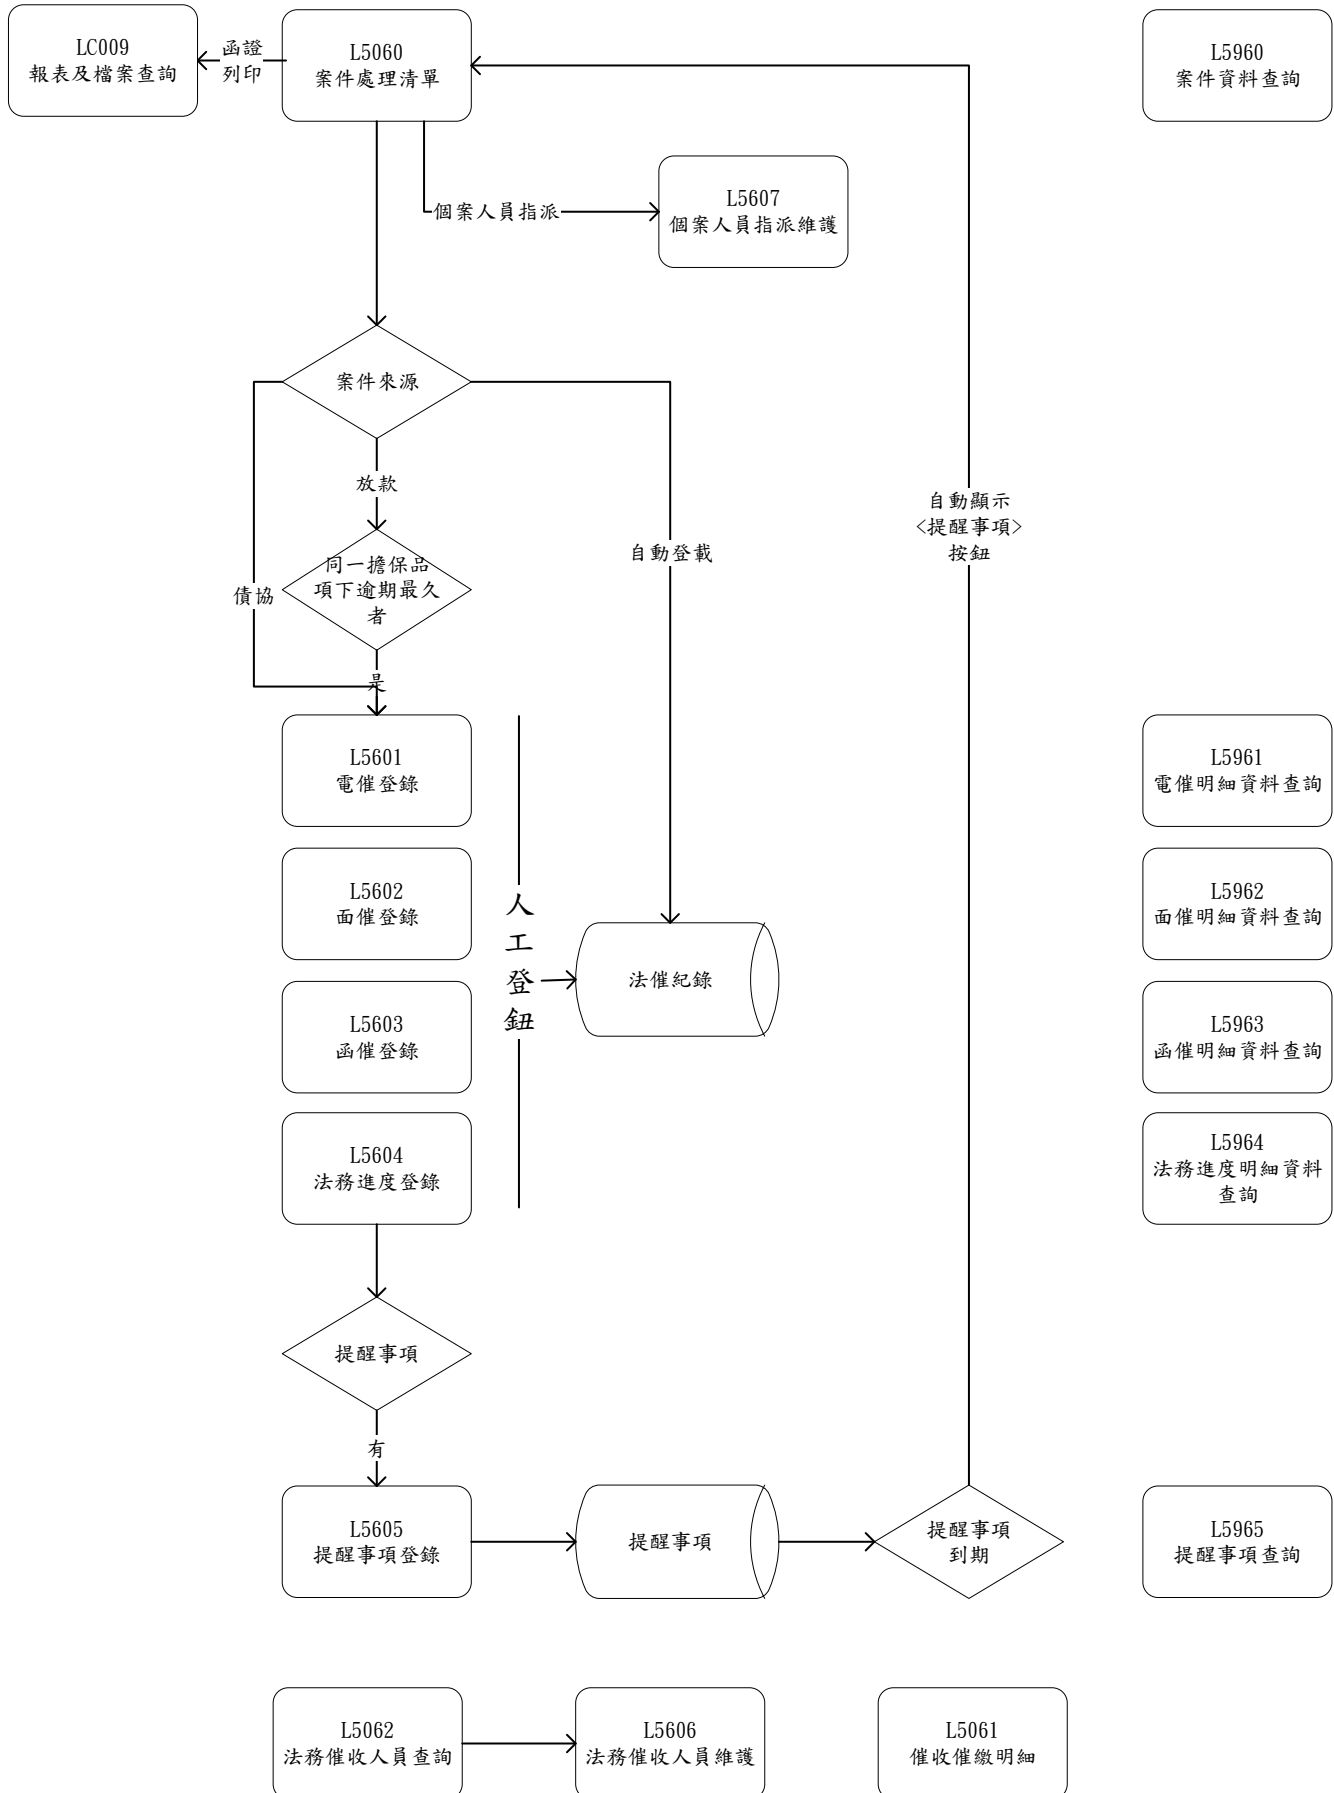 LC009
報表及檔案查詢
函證
列印
L5060
案件處理清單
L5960
案件資料查詢
個案人員指派
L5607
個案人員指派維護
案件來源
放款
自動顯示
<提醒事項>
按鈕
自動登載
同一擔保品
項下逾期最久
者
債協
是
L5601
電催登錄
L5961
電催明細資料查詢
L5602
面催登錄
L5962
面催明細資料查詢
人
工
登
鈕
法催紀錄
L5603
函催登錄
L5963
函催明細資料查詢
L5604
法務進度登錄
L5964
法務進度明細資料
查詢
提醒事項
有
L5605
提醒事項登錄
提醒事項
提醒事項
到期
L5965
提醒事項查詢
L5062
法務催收人員查詢
L5606
法務催收人員維護
L5061
催收催繳明細